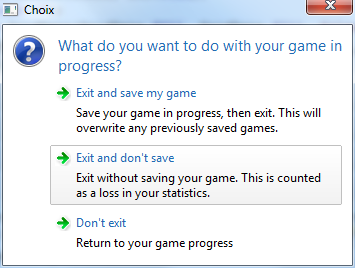 Choix
What do you want to do with your game in
progress?
Exit and save my game
Save your game in progress, then exit. This will
overwrite any previously saved games.
Exit and don't save
Exit without saving your game. This is counted
as a loss in your statistics.
Don't exit
Return to your game progress